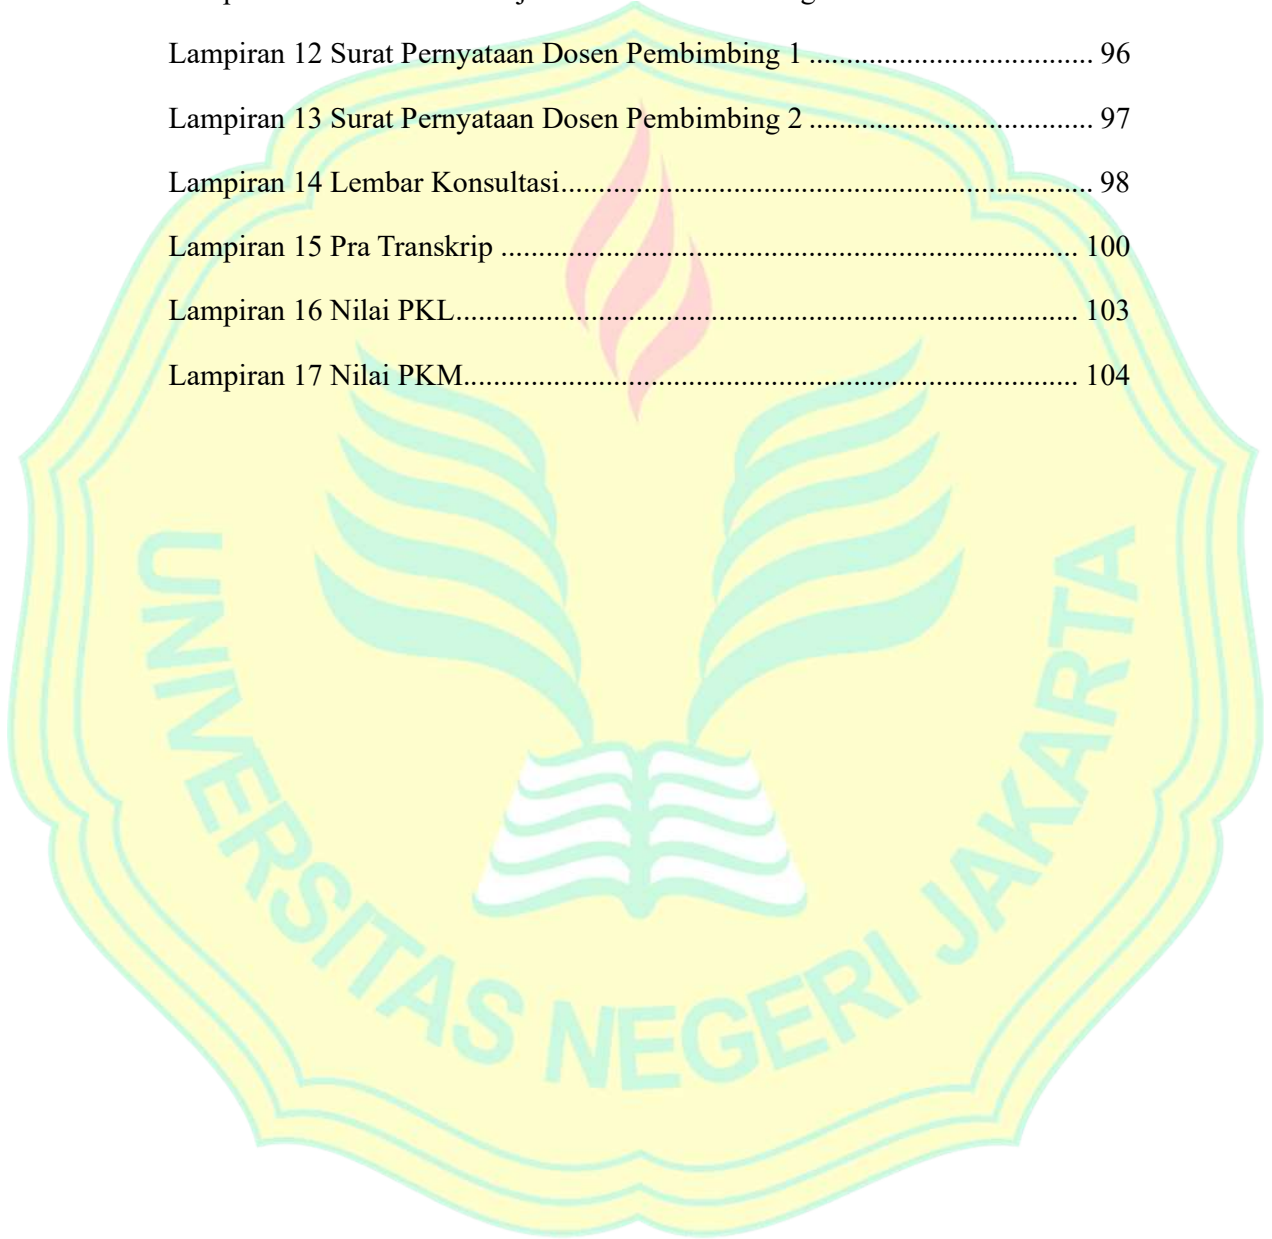 Lampiran 12 Surat Pernyataan Dosen Pembimbing 1 ...................................... 96
Lampiran 13 Surat Pernyataan Dosen Pembimbing 2 ...................................... 97
Lampiran 14 Lembar Konsultasi....................................................................... 98
Lampiran 15 Pra Transkrip ............................................................................. 100
Lampiran 16 Nilai PKL................................................................................... 103
Lampiran 17 Nilai PKM.................................................................................. 104
UNIVERSITAS NEGERI JAKARTA